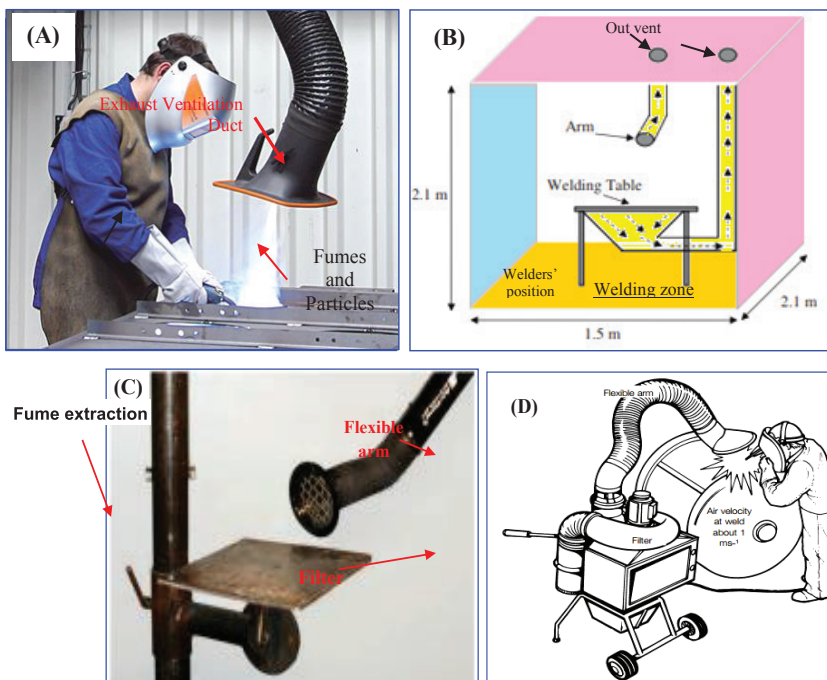 (A)
Exhaust Ventilation
Duct
Fumes
and
Particles
(B)
Out vent
Arm
2.1 m
Welding Table
Welders'
position
Welding zone
2.1 m
1.5 m
(C)
Fume extraction
Flexible
arm
Filter
(D)
Flexible arm
Air velocity
at weld
about 1
ms-¹
Filter